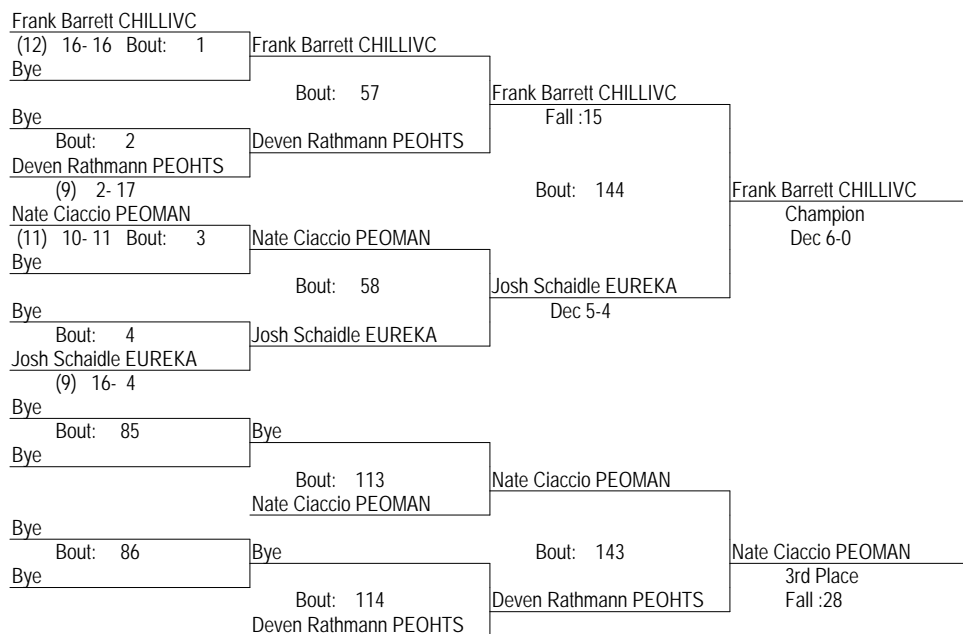 Frank Barrett CHILLIVC
(12) 16- 16 Bout: 1 Frank Barrett CHILLIVC
Bye
Bout: 57 Frank Barrett CHILLIVC
Bye Fall :15
Bout: 2 Deven Rathmann PEOHTS
Deven Rathmann PEOHTS
(9) 2- 17 Bout: 144 Frank Barrett CHILLIVC
Nate Ciaccio PEOMAN Champion
(11) 10- 11 Bout: 3 Nate Ciaccio PEOMAN Dec 6-0
Bye
Bout: 58 Josh Schaidle EUREKA
Bye Dec 5-4
Bout: 4 Josh Schaidle EUREKA
Josh Schaidle EUREKA
(9) 16- 4
Bye
Bout: 85 Bye
Bye
Bout: 113 Nate Ciaccio PEOMAN
Nate Ciaccio PEOMAN
Bye
Bout: 86 Bye Bout: 143 Nate Ciaccio PEOMAN
Bye 3rd Place
Bout: 114 Deven Rathmann PEOHTS Fall :28
Deven Rathmann PEOHTS